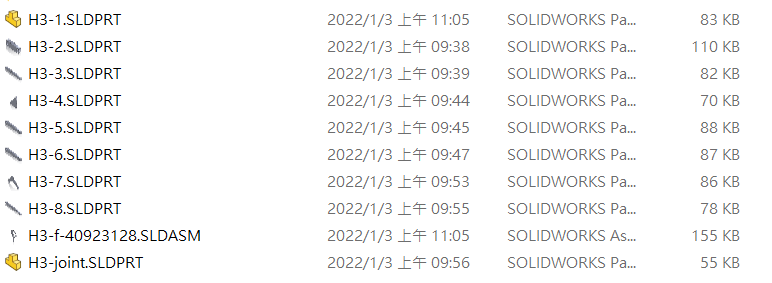 H3-1.SLDPRT 2022/1/3 上午 11:05 SOLIDWORKS Pa... 83 KB
H3-2.SLDPRT 2022/1/3 上午 09:38 SOLIDWORKS Pa... 110 KB
H3-3.SLDPRT 2022/1/3 上午 09:39 SOLIDWORKS Pa... 82 KB
H3-4.SLDPRT 2022/1/3 上午 09:44 SOLIDWORKS Pa... 70 KB
H3-5.SLDPRT 2022/1/3 上午 09:45 SOLIDWORKS Pa... 88 KB
H3-6.SLDPRT 2022/1/3 上午 09:47 SOLIDWORKS Pa... 87 KB
H3-7.SLDPRT 2022/1/3 上午 09:53 SOLIDWORKS Pa... 86 KB
H3-8.SLDPRT 2022/1/3 上午 09:55 SOLIDWORKS Pa... 78 KB
H3-f-40923128.SLDASM 2022/1/3 上午 11:05 SOLIDWORKS As... 155 KB
H3-joint.SLDPRT 2022/1/3 上午 09:56 SOLIDWORKS Pa... 55 KB